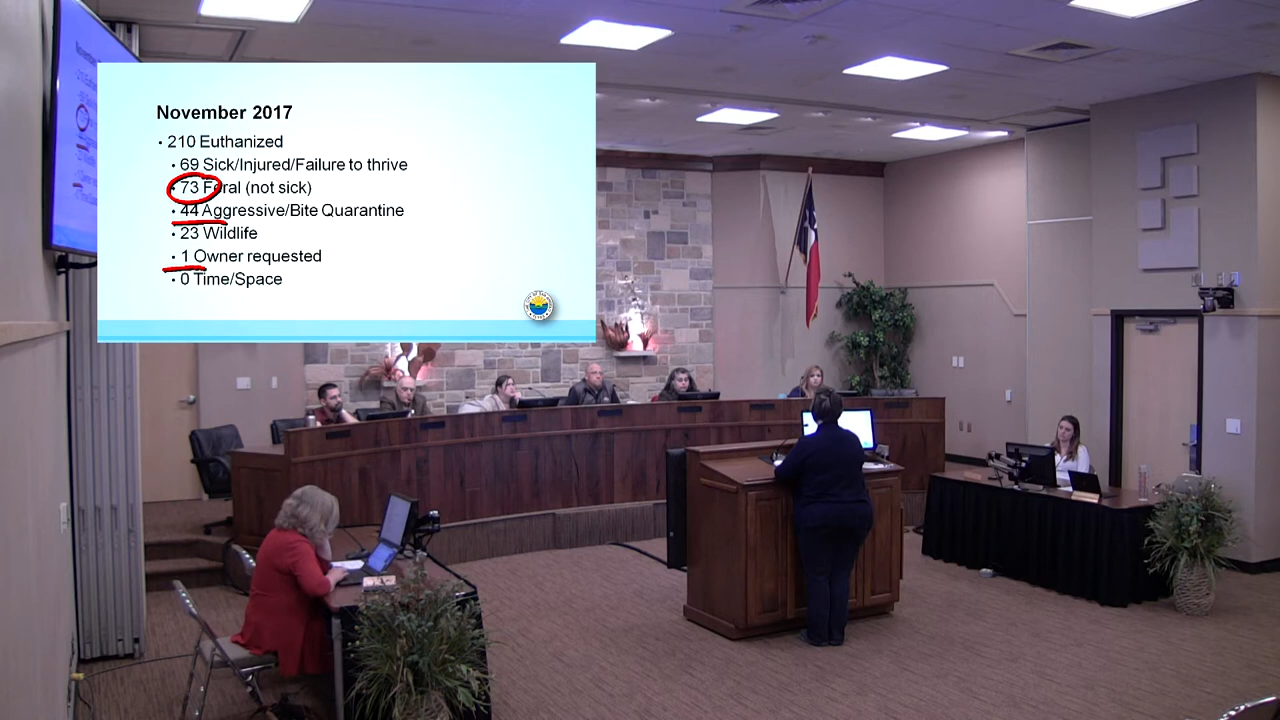 November 2017
• 210 Euthanized
• 69 Sick/Injured/Failure to thrive
• 73 Feral (not sick)
• 44 Aggressive/Bite Quarantine
• 23 Wildlife
• 1 Owner requested
• 0 Time/Space